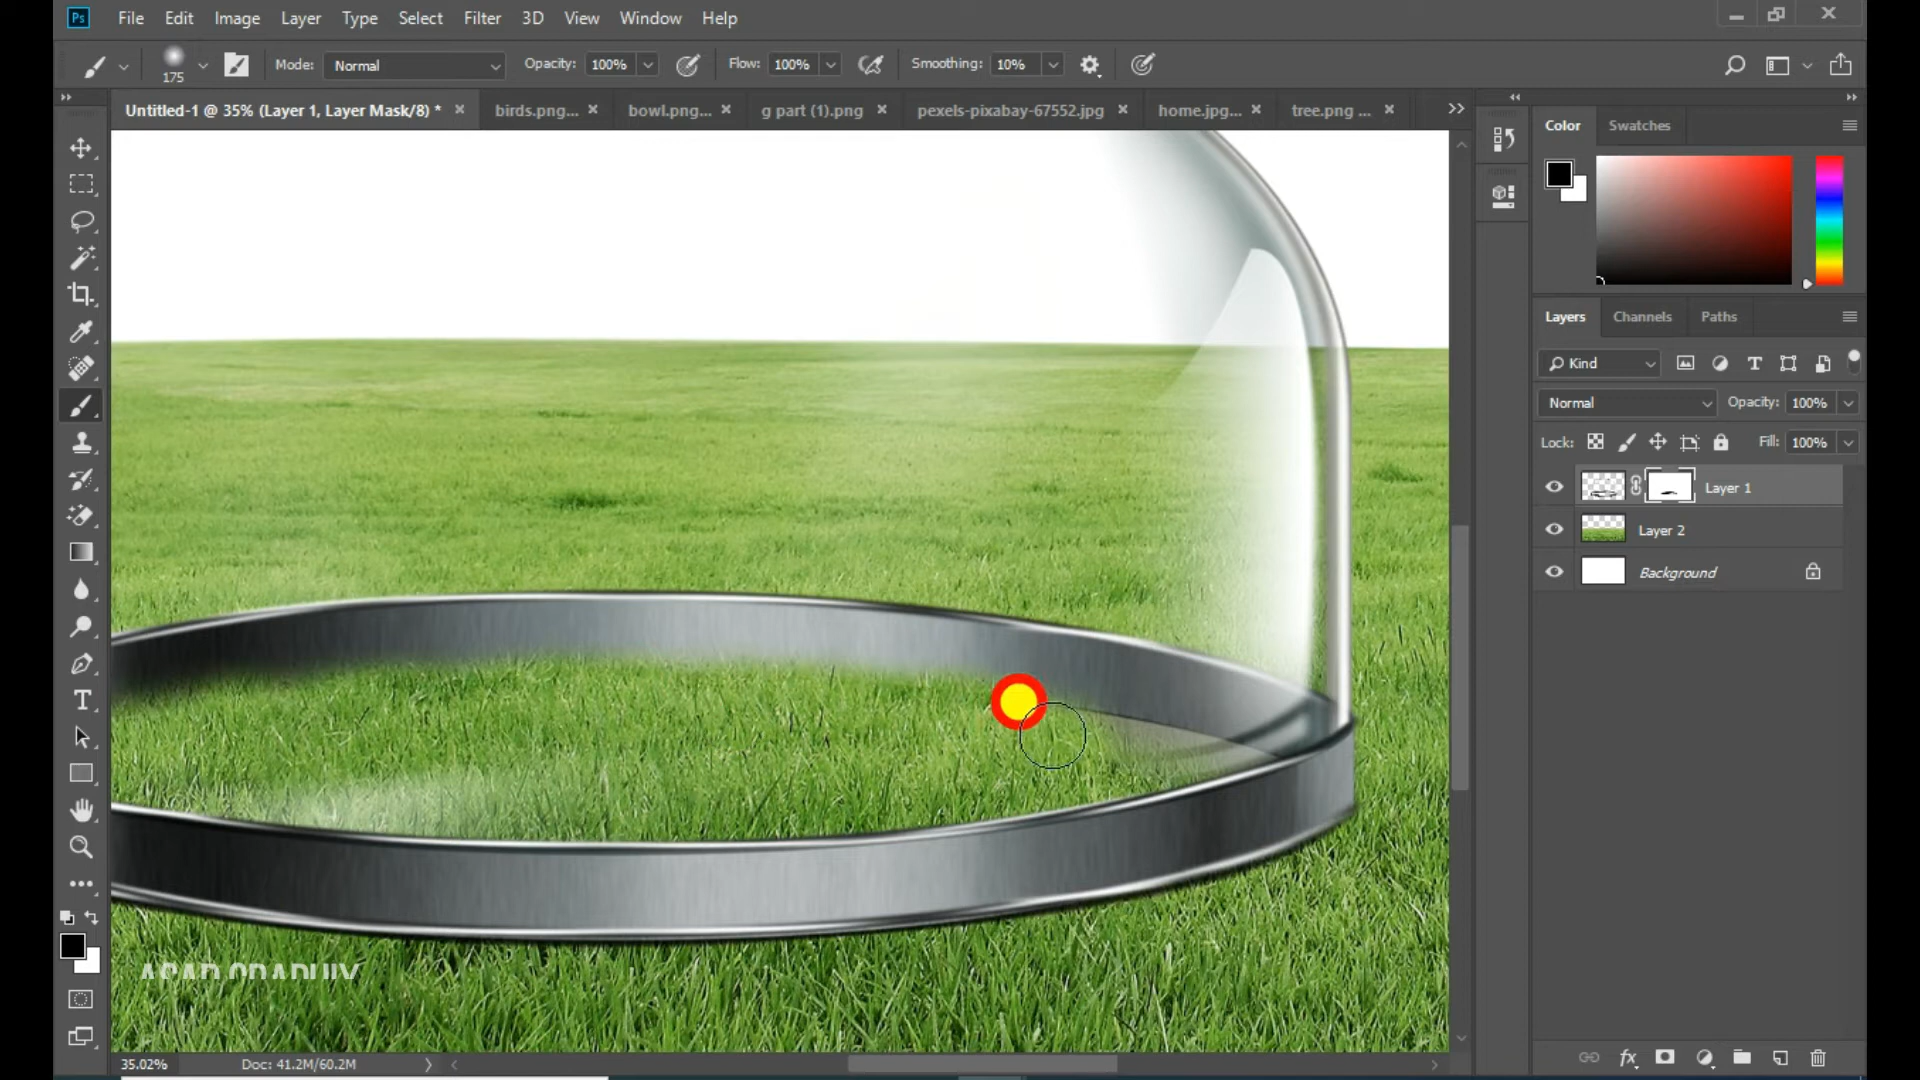 Ps File Edit Image Layer Type Select Filter 3D View Window Help
175 Mode: Normal Opacity: 100% Flow: 100% Smoothing: 10%
Untitled-1 @ 35% (Layer 1, Layer Mask/8) * birds.png... bowl.png... g part (1).png pexels-pixabay-67552.jpg home.jpg... tree.png ...
Color Swatches
Layers Channels Paths
Kind
Normal Opacity: 100%
Lock: Fill: 100%
Layer 1
Layer 2
Background
35.02% Doc: 41.2M/60.2M